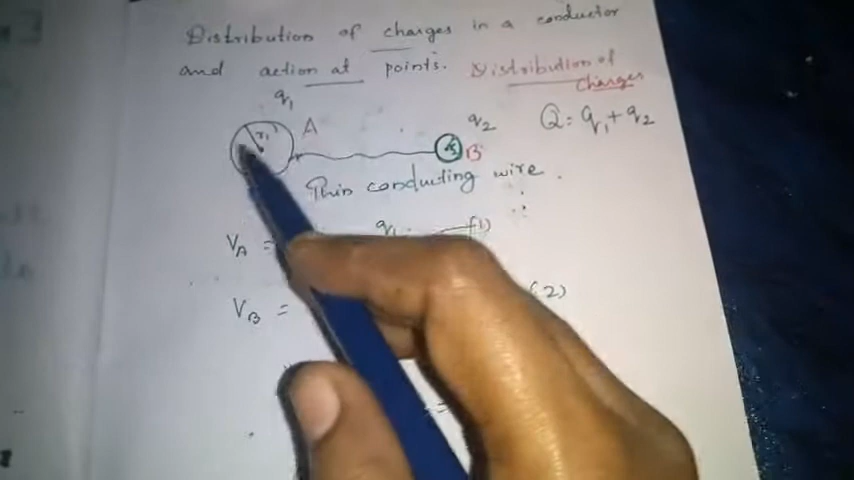 Distribution of charges in a conductor
and action at points. Distribution of
charges
q1
r1 A
q2
Q = q1 + q2
B
Thin conducting wire.
VA = q1 (1)
VB = (2)
=